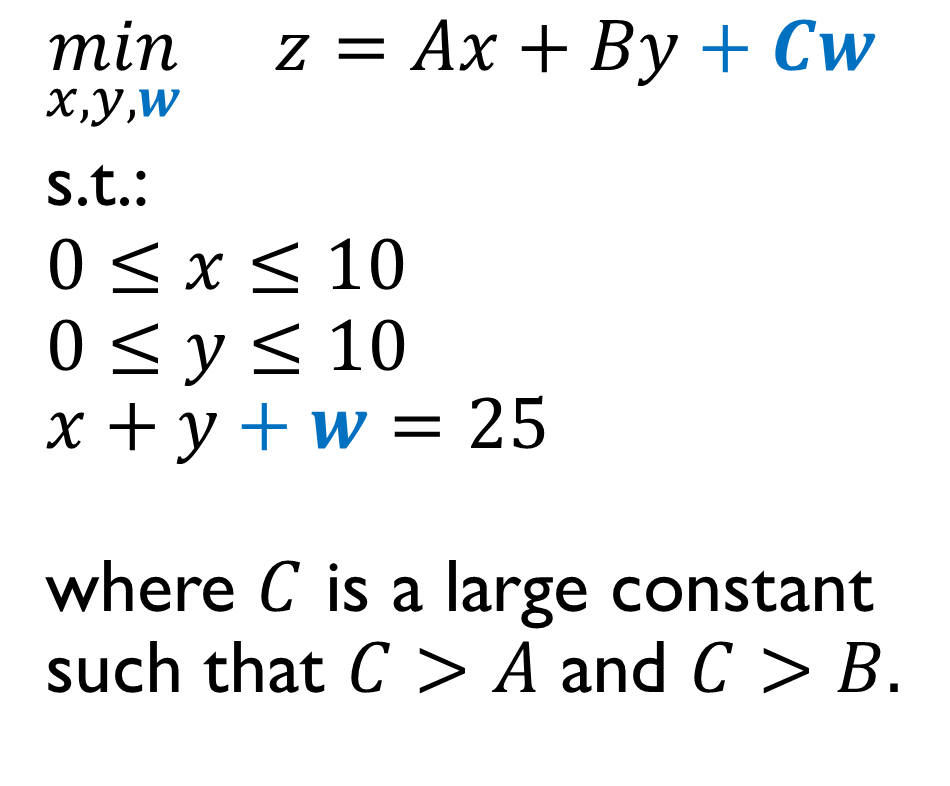 min z = Ax + By + Cw
x,y,w
s.t.:
0 ≤ x ≤ 10
0 ≤ y ≤ 10
x + y + w = 25
where C is a large constant
such that C > A and C > B.